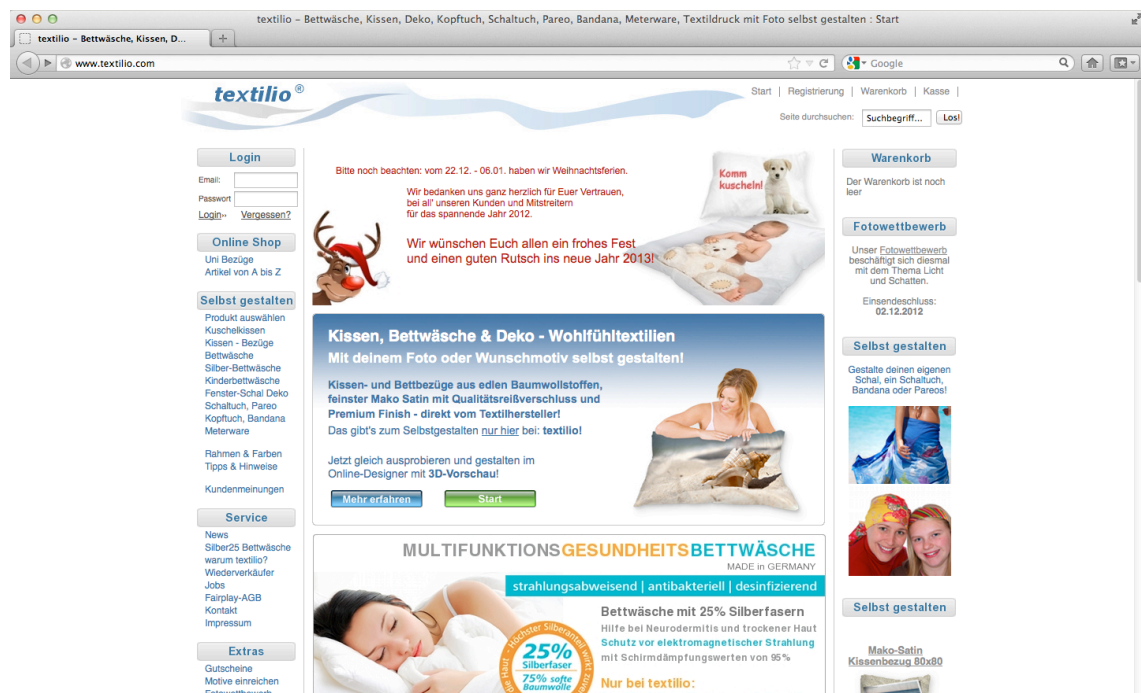 textilio – Bettwäsche, Kissen, Deko, Kopftuch, Schaltuch, Pareo, Bandana, Meterware, Textildruck mit Foto selbst gestalten : Start
textilio – Bettwäsche, Kissen, D...
www.textilio.com
Google
textilio ®
Start | Registrierung | Warenkorb | Kasse |
Seite durchsuchen: Suchbegriff... Los!
Login
Email:
Passwort
Login›› Vergessen?
Online Shop
Uni Bezüge
Artikel von A bis Z
Selbst gestalten
Produkt auswählen
Kuschelkissen
Kissen - Bezüge
Bettwäsche
Silber-Bettwäsche
Kinderbettwäsche
Fenster-Schal Deko
Schaltuch, Pareo
Kopftuch, Bandana
Meterware
Rahmen & Farben
Tipps & Hinweise
Kundenmeinungen
Service
News
Silber25 Bettwäsche
warum textilio?
Wiederverkäufer
Jobs
Fairplay-AGB
Kontakt
Impressum
Extras
Gutscheine
Motive einreichen
Fotowettbewerb
Bitte noch beachten: vom 22.12. - 06.01. haben wir Weihnachtsferien.
Wir bedanken uns ganz herzlich für Euer Vertrauen,
bei all' unseren Kunden und Mitstreitern
für das spannende Jahr 2012.
Wir wünschen Euch allen ein frohes Fest
und einen guten Rutsch ins neue Jahr 2013!
Komm
kuscheln!
Kissen, Bettwäsche & Deko - Wohlfühltextilien
Mit deinem Foto oder Wunschmotiv selbst gestalten!
Kissen- und Bettbezüge aus edlen Baumwollstoffen,
feinster Mako Satin mit Qualitätsreißverschluss und
Premium Finish - direkt vom Textilhersteller!
Das gibt's zum Selbstgestalten nur hier bei: textilio!
Jetzt gleich ausprobieren und gestalten im
Online-Designer mit 3D-Vorschau!
Mehr erfahren Start
MULTIFUNKTIONSGESUNDHEITSBETTWÄSCHE
MADE in GERMANY
strahlungsabweisend | antibakteriell | desinfizierend
Bettwäsche mit 25% Silberfasern
Hilfe bei Neurodermitis und trockener Haut
Schutz vor elektromagnetischer Strahlung
mit Schirmdämpfungswerten von 95%
Nur bei textilio:
Höchster Silberanteil
25%
Silberfaser
75% softe
Baumwolle
Warenkorb
Der Warenkorb ist noch
leer
Fotowettbewerb
Unser Fotowettbewerb
beschäftigt sich diesmal
mit dem Thema Licht
und Schatten.
Einsendeschluss:
02.12.2012
Selbst gestalten
Gestalte deinen eigenen
Schal, ein Schaltuch,
Bandana oder Pareos!
Selbst gestalten
Mako-Satin
Kissenbezug 80x80